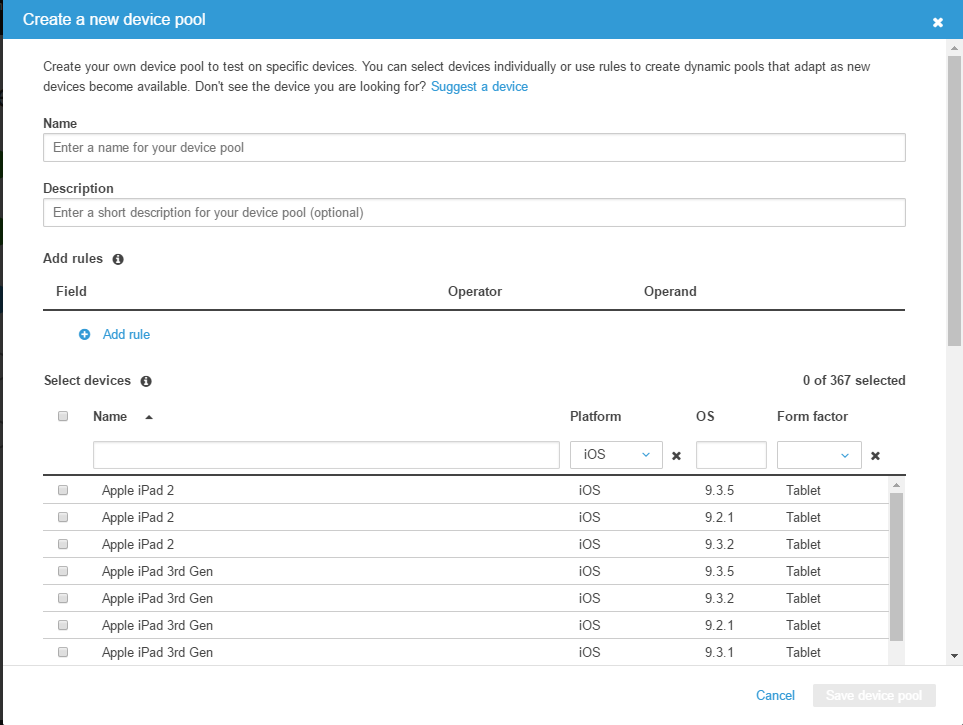 Create a new device pool
Create your own device pool to test on specific devices. You can select devices individually or use rules to create dynamic pools that adapt as new
devices become available. Don't see the device you are looking for? Suggest a device
Name
Enter a name for your device pool
Description
Enter a short description for your device pool (optional)
Add rules
Field Operator Operand
Add rule
Select devices 0 of 367 selected
Name Platform OS Form factor
iOS
Apple iPad 2 iOS 9.3.5 Tablet
Apple iPad 2 iOS 9.2.1 Tablet
Apple iPad 2 iOS 9.3.2 Tablet
Apple iPad 3rd Gen iOS 9.3.5 Tablet
Apple iPad 3rd Gen iOS 9.3.2 Tablet
Apple iPad 3rd Gen iOS 9.2.1 Tablet
Apple iPad 3rd Gen iOS 9.3.1 Tablet
Cancel Save device pool